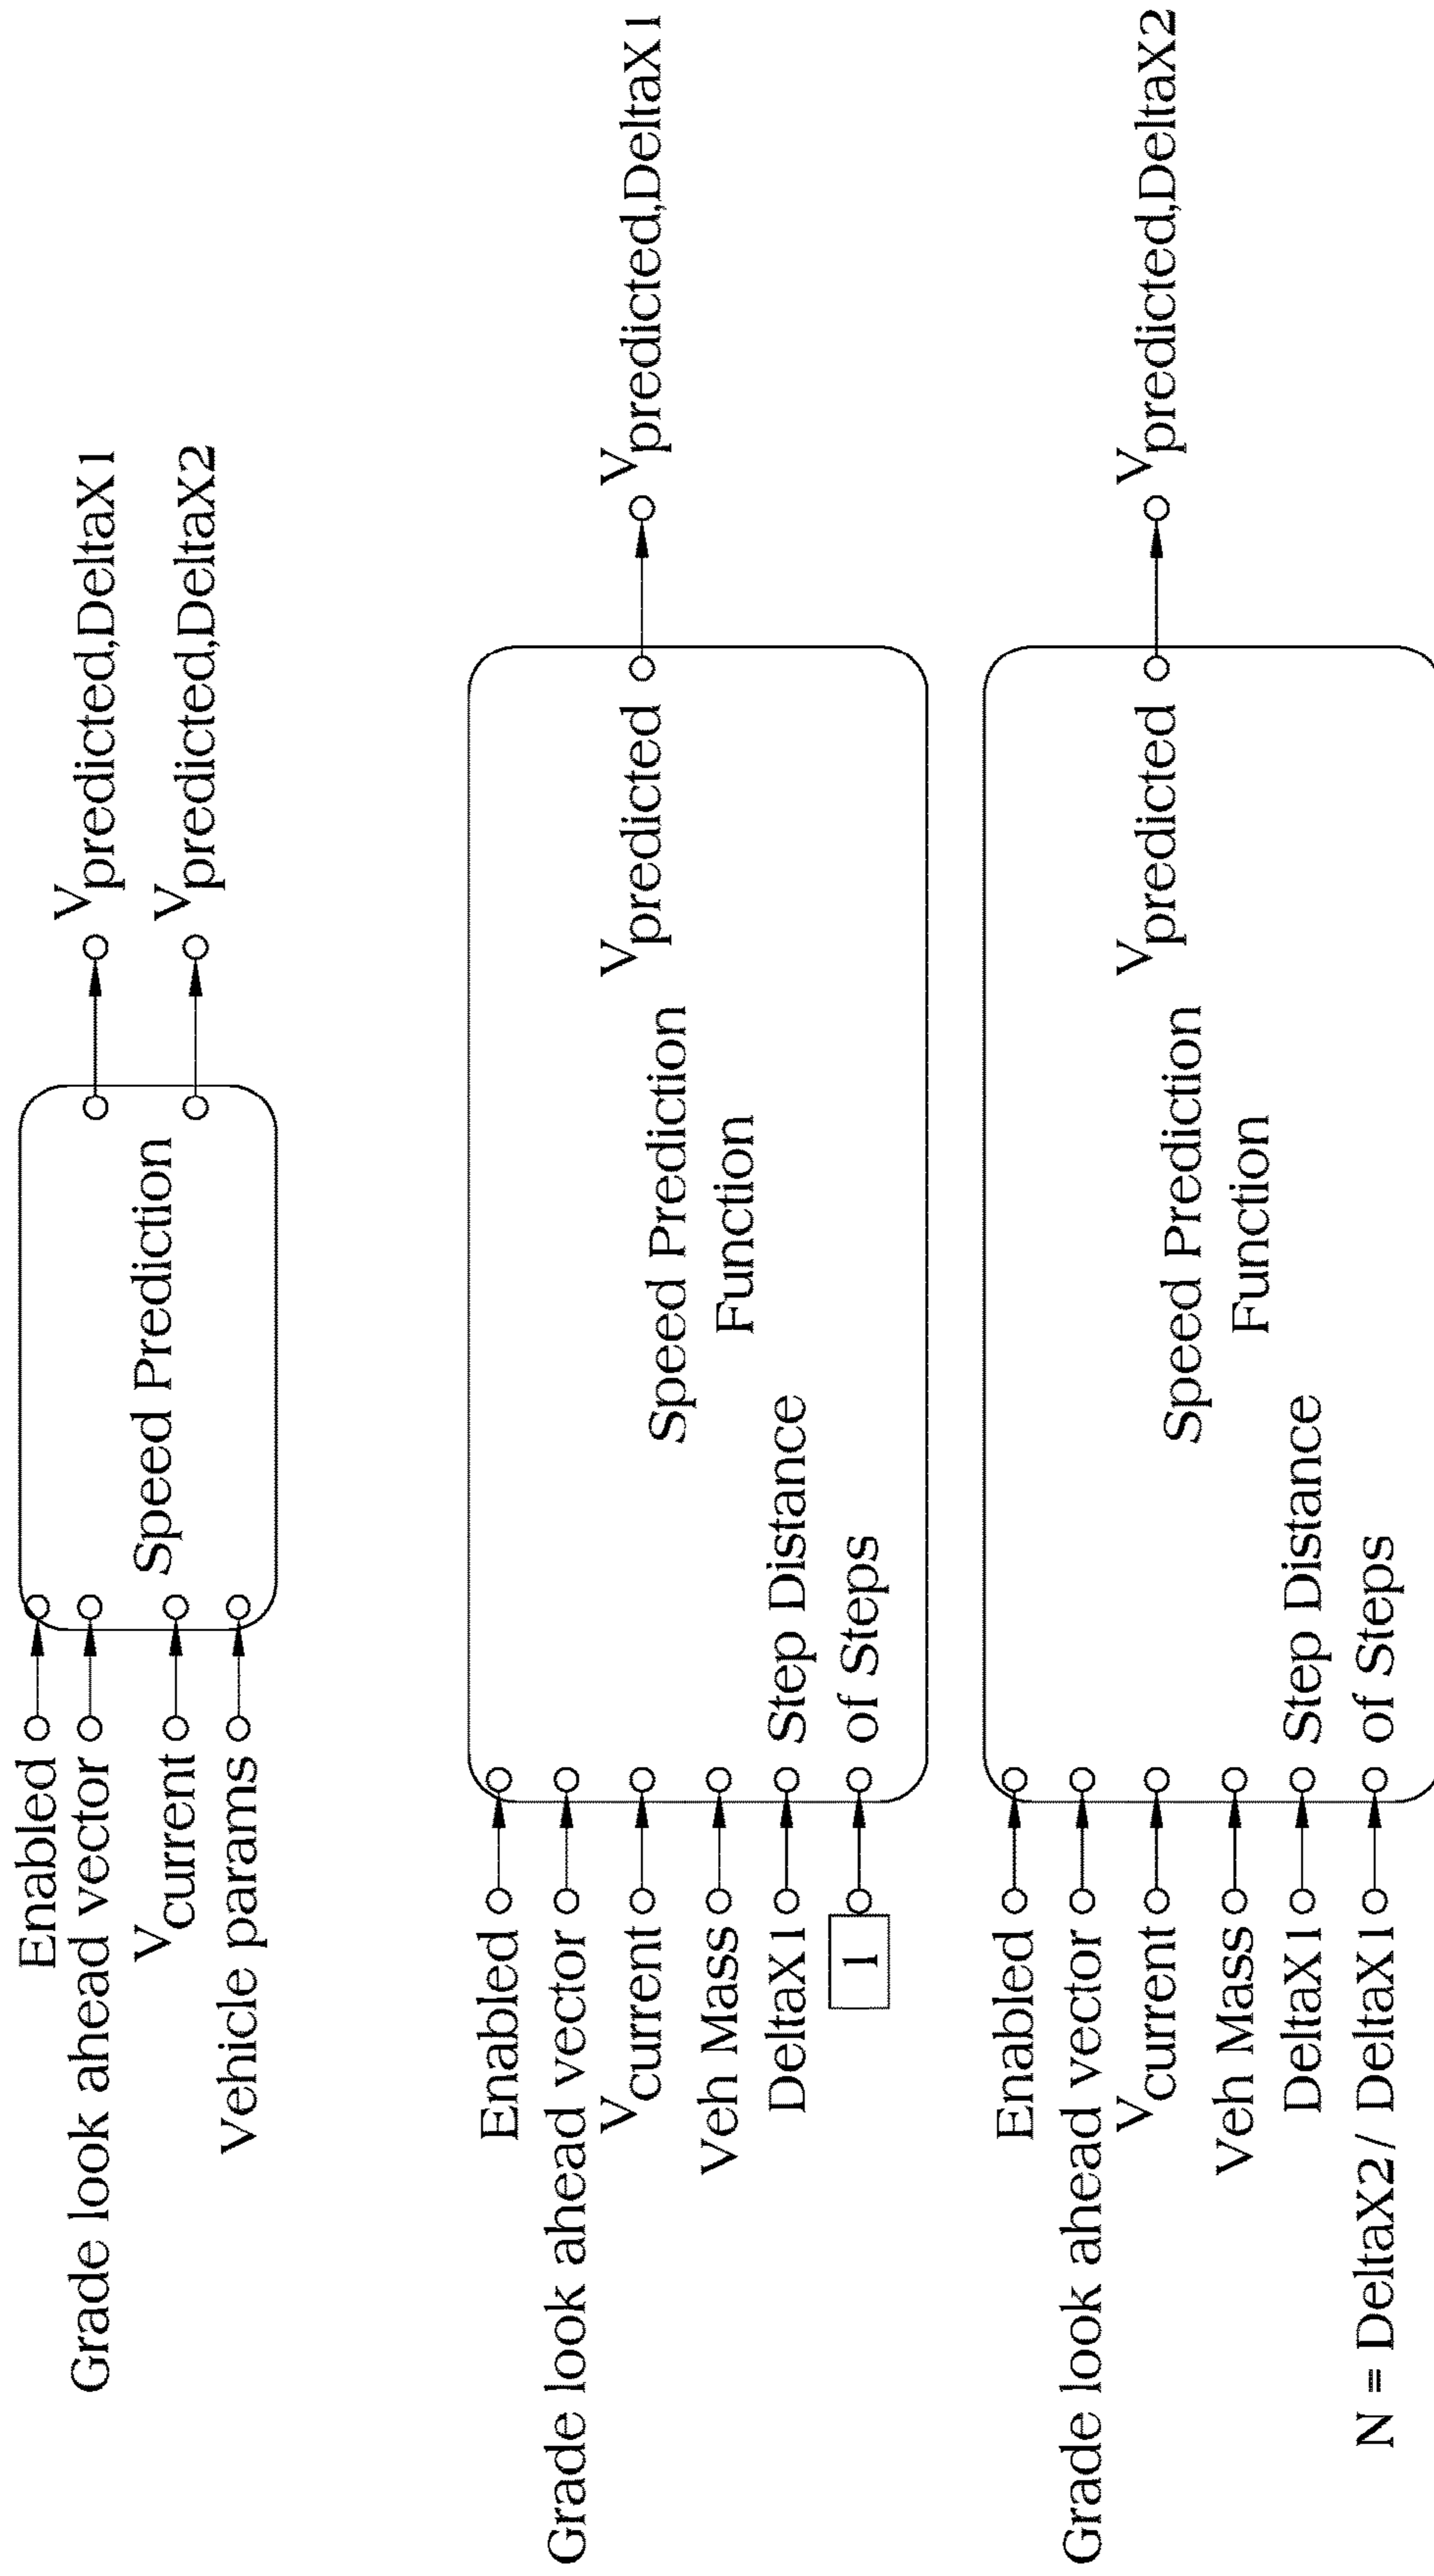 Enabled
Grade look ahead vector
Vcurrent
Vehicle params
Speed Prediction
Vpredicted,DeltaX1
Vpredicted,DeltaX2
Enabled
Grade look ahead vector
Vcurrent
Veh Mass
DeltaX1
1
Step Distance
of Steps
Speed Prediction
Function
Vpredicted
Vpredicted,DeltaX1
Enabled
Grade look ahead vector
Vcurrent
Veh Mass
DeltaX1
N = DeltaX2/ DeltaX1
Step Distance
of Steps
Speed Prediction
Function
Vpredicted
Vpredicted,DeltaX2